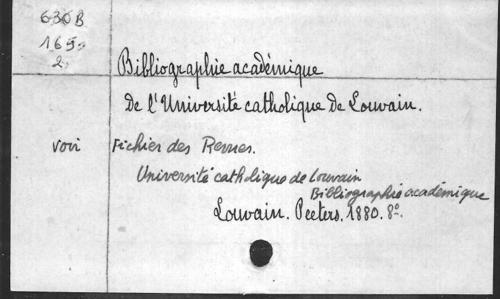 630B
165
2
Bibliographie académique
de l'Université catholique de Louvain.
voir Fichier des Revues.
Université catholique de Louvain
Bibliographie académique
Louvain. Peeters. 1880. 8º.